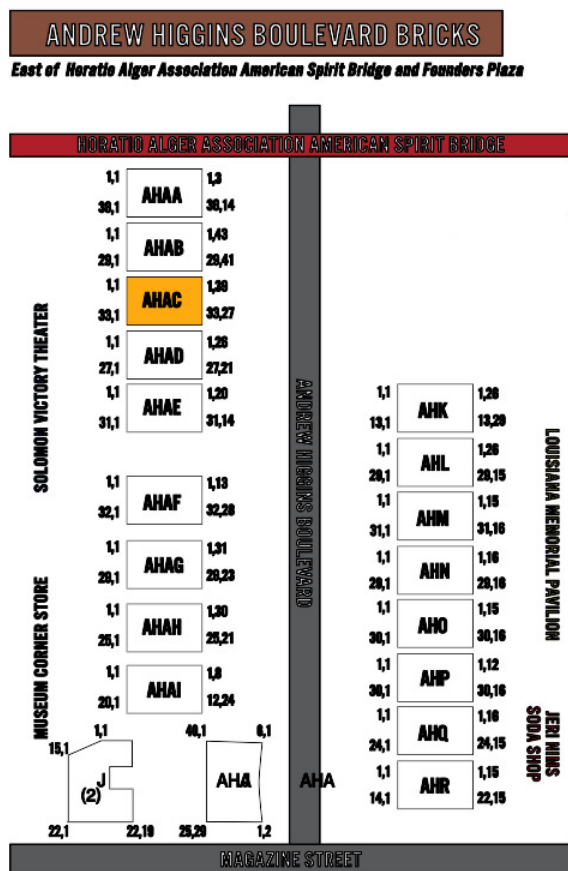 ANDREW HIGGINS BOULEVARD BRICKS
East of Horatio Alger Association American Spirit Bridge and Founders Plaza
HORATIO ALGER ASSOCIATION AMERICAN SPIRIT BRIDGE
1,1 AHAA 1,3
38,1 38,14
1,1 AHAB 1,43
29,1 29,41
1,1 AHAC 1,39
33,1 33,27
1,1 AHAD 1,26
27,1 27,21
1,1 AHAE 1,20
31,1 31,14
1,1 AHAF 1,13
32,1 32,28
1,1 AHAG 1,31
29,1 29,23
1,1 AHAH 1,30
25,1 25,21
1,1 AHAI 1,8
20,1 12,24
SOLOMON VICTORY THEATER
MUSEUM CORNER STORE
1,1
15,1
J
(2)
22,1 22,19
40,1 6,1
25,29 1,2
AHA
ANDREW HIGGINS BOULEVARD
1,1 AHK 1,26
13,1 13,29
1,1 AHL 1,26
29,1 29,15
1,1 AHM 1,15
31,1 31,16
1,1 AHN 1,16
29,1 29,16
1,1 AHO 1,15
30,1 30,16
1,1 AHP 1,12
30,1 30,16
1,1 AHQ 1,16
24,1 24,15
1,1 AHR 1,15
14,1 22,15
LOUISIANA MEMORIAL PAVILION
JERI NIMS
SODA SHOP
MAGAZINE STREET